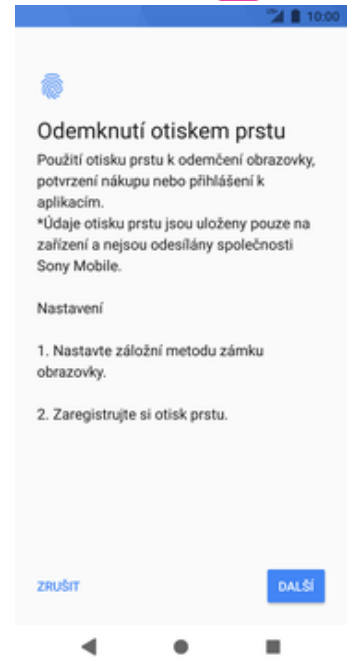 10:00
Odemknutí otiskem prstu
Použití otisku prstu k odemčení obrazovky,
potvrzení nákupu nebo přihlášení k
aplikacím.
*Údaje otisku prstu jsou uloženy pouze na
zařízení a nejsou odesílány společnosti
Sony Mobile.
Nastavení
1. Nastavte záložní metodu zámku
obrazovky.
2. Zaregistrujte si otisk prstu.
ZRUŠIT
DALŠÍ